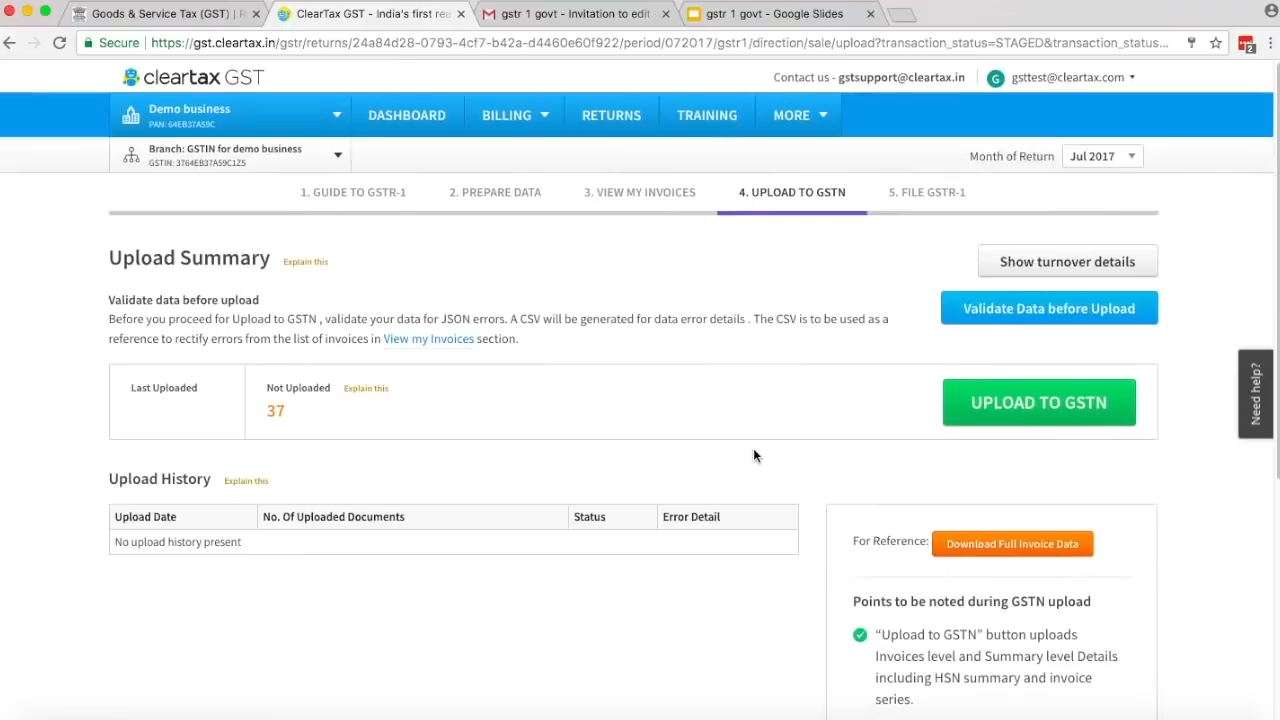 Goods & Service Tax (GST) | R
ClearTax GST - India's first rea
gstr 1 govt - Invitation to edit -
gstr 1 govt - Google Slides
Secure
https://gst.cleartax.in/gstr/returns/24a84d28-0793-4cf7-b42a-d4460e60f922/period/072017/gstr1/direction/sale/upload?transaction_status=STAGED&transaction_status...
2
cleartax GST
Contact us - gstsupport@cleartax.in
G
gsttest@cleartax.com
Demo business
PAN: 64EB37A59C
DASHBOARD
BILLING
RETURNS
TRAINING
MORE
Branch: GSTIN for demo business
GSTIN: 3764EB37A59C1Z5
Month of Return
Jul 2017
1. GUIDE TO GSTR-1
2. PREPARE DATA
3. VIEW MY INVOICES
4. UPLOAD TO GSTN
5. FILE GSTR-1
Upload Summary
Explain this
Show turnover details
Validate data before upload
Before you proceed for Upload to GSTN , validate your data for JSON errors. A CSV will be generated for data error details . The CSV is to be used as a
reference to rectify errors from the list of invoices in View my Invoices section.
Validate Data before Upload
Last Uploaded
Not Uploaded
Explain this
37
UPLOAD TO GSTN
Need help?
Upload History
Explain this
Upload Date
No. Of Uploaded Documents
Status
Error Detail
No upload history present
For Reference:
Download Full Invoice Data
Points to be noted during GSTN upload
“Upload to GSTN” button uploads
Invoices level and Summary level Details
including HSN summary and invoice
series.